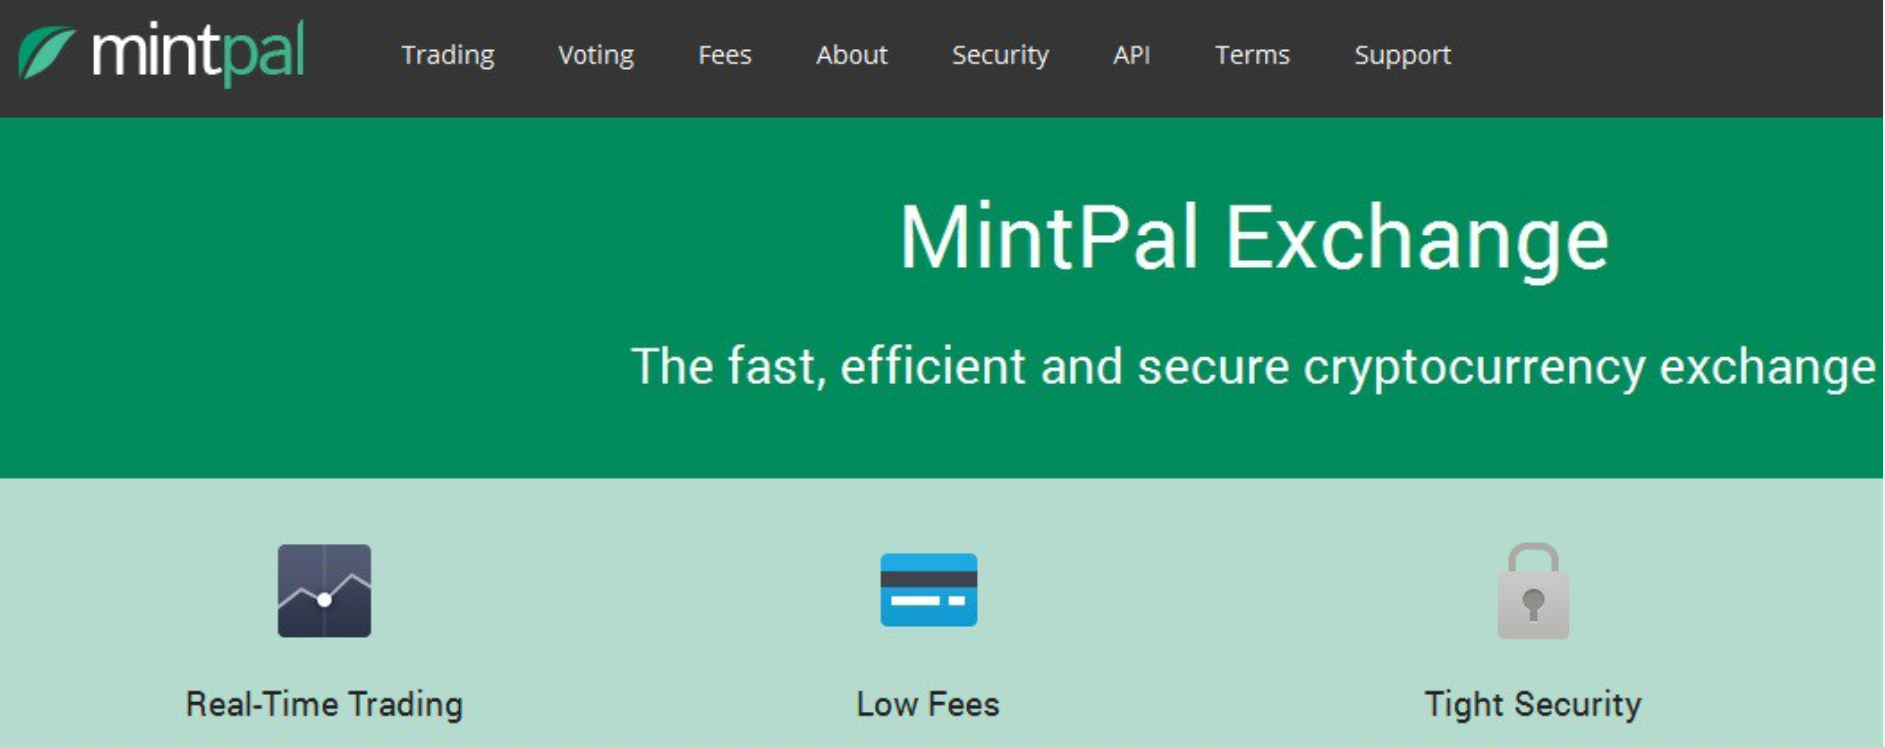 mintpal Trading Voting Fees About Security API Terms Support
MintPal Exchange
The fast, efficient and secure cryptocurrency exchange
Real-Time Trading Low Fees Tight Security